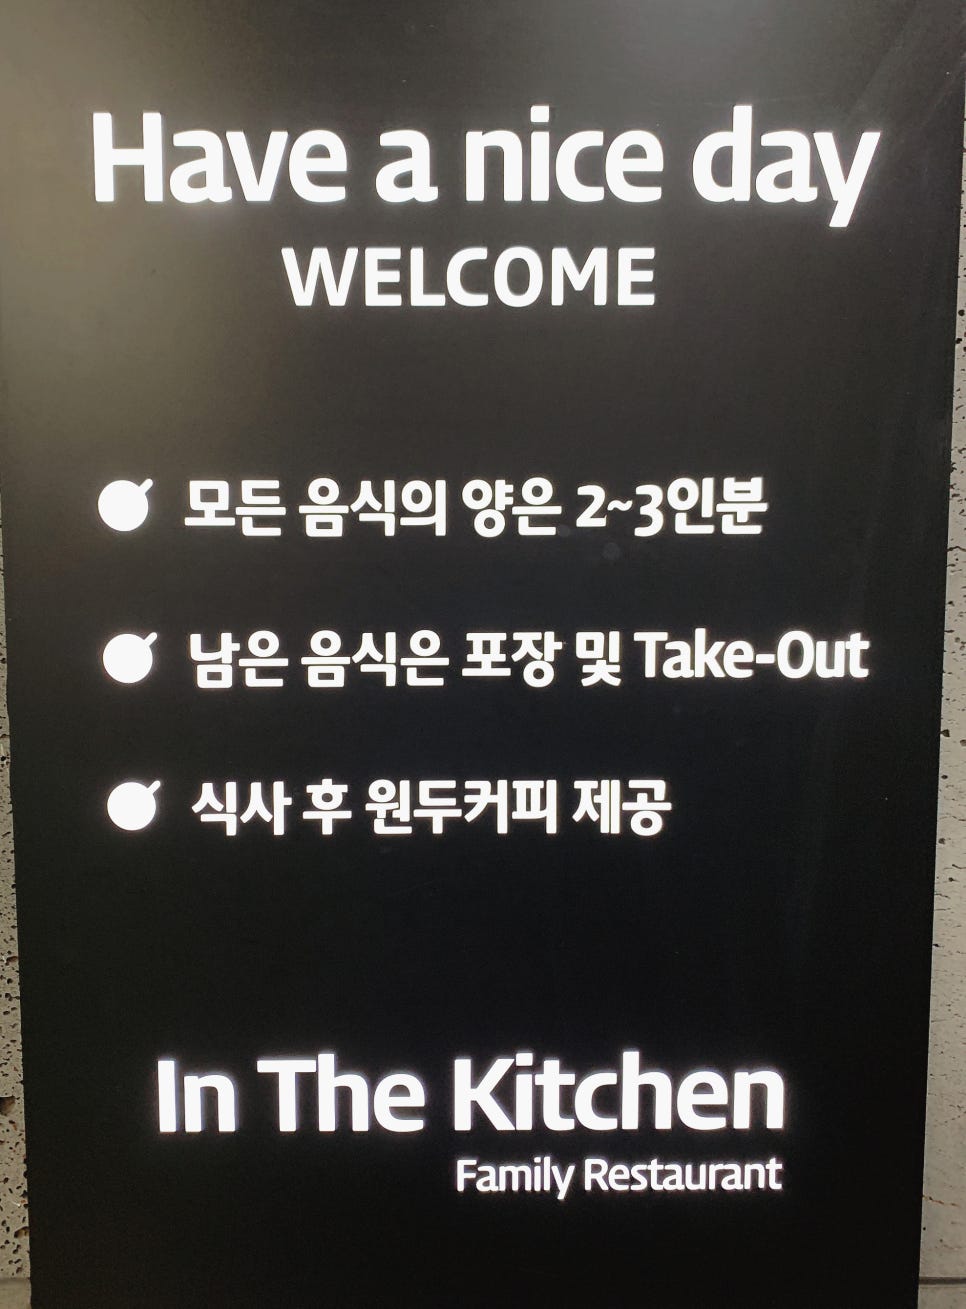 Have a nice day
WELCOME
모든 음식의 양은 2~3인분
남은 음식은 포장 및 Take-Out
식사 후 원두커피 제공
In The Kitchen
Family Restaurant